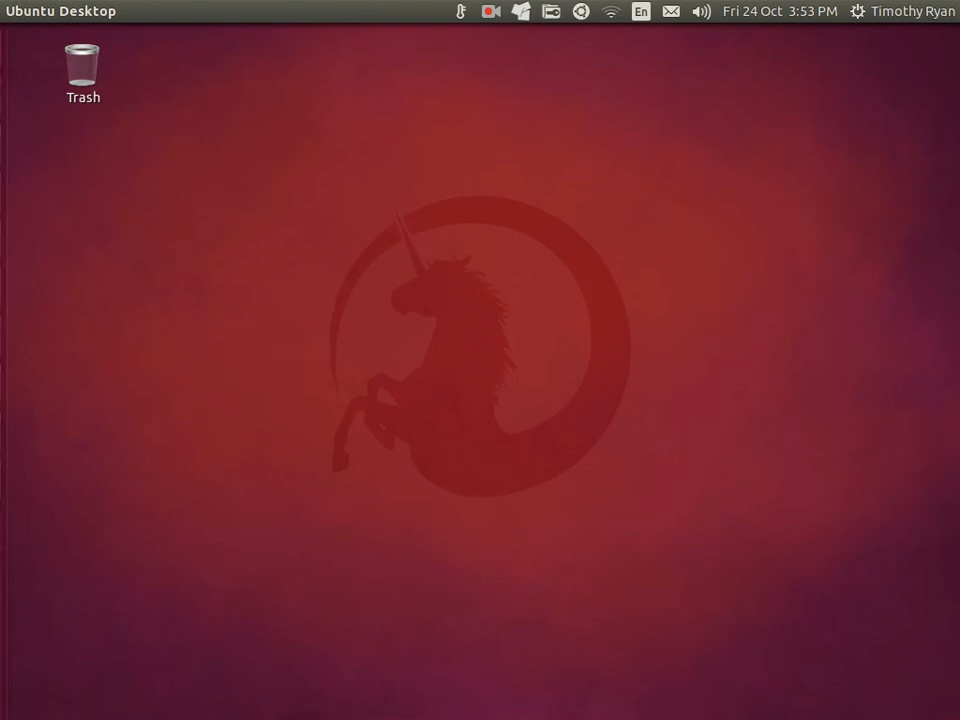 Ubuntu Desktop
En
Fri 24 Oct 3:53 PM
Timothy Ryan
Trash